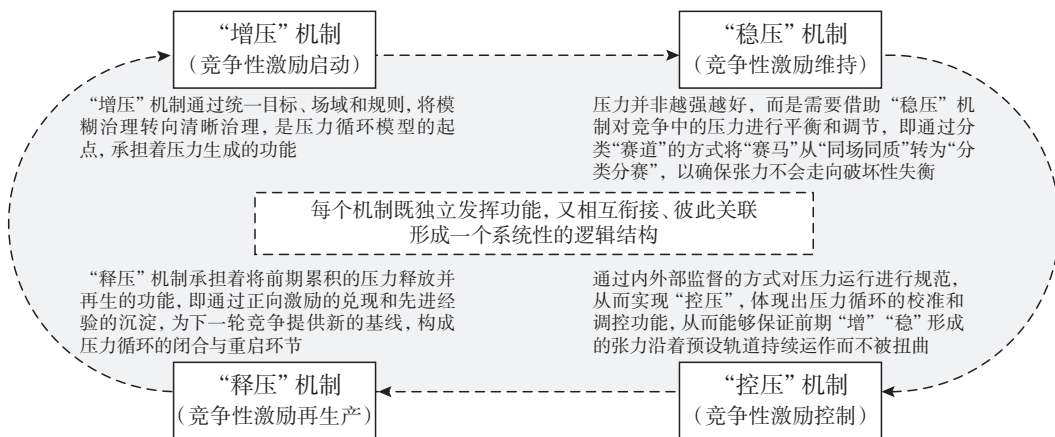 “增压”机制
（竞争性激励启动）
“稳压”机制
（竞争性激励维持）
“增压”机制通过统一目标、场域和规则，将模
糊治理转向清晰治理，是压力循环模型的起
点，承担着压力生成的功能
压力并非越强越好，而是需要借助“稳压”机
制对竞争中的压力进行平衡和调节，即通过分
类“赛道”的方式将“赛马”从“同场同质”转为“分
类分赛”，以确保张力不会走向破坏性失衡
每个机制既独立发挥功能，又相互衔接、彼此关联
形成一个系统性的逻辑结构
“释压”机制承担着将前期累积的压力释放并
再生的功能，即通过正向激励的兑现和先进经
验的沉淀，为下一轮竞争提供新的基线，构成
压力循环的闭合与重启环节
通过内外部监督的方式对压力运行进行规范，
从而实现“控压”，体现出压力循环的校准和
调控功能，从而能够保证前期“增”“稳”形成
的张力沿着预设轨道持续运作而不被扭曲
“释压”机制
（竞争性激励再生产）
“控压”机制
（竞争性激励控制）